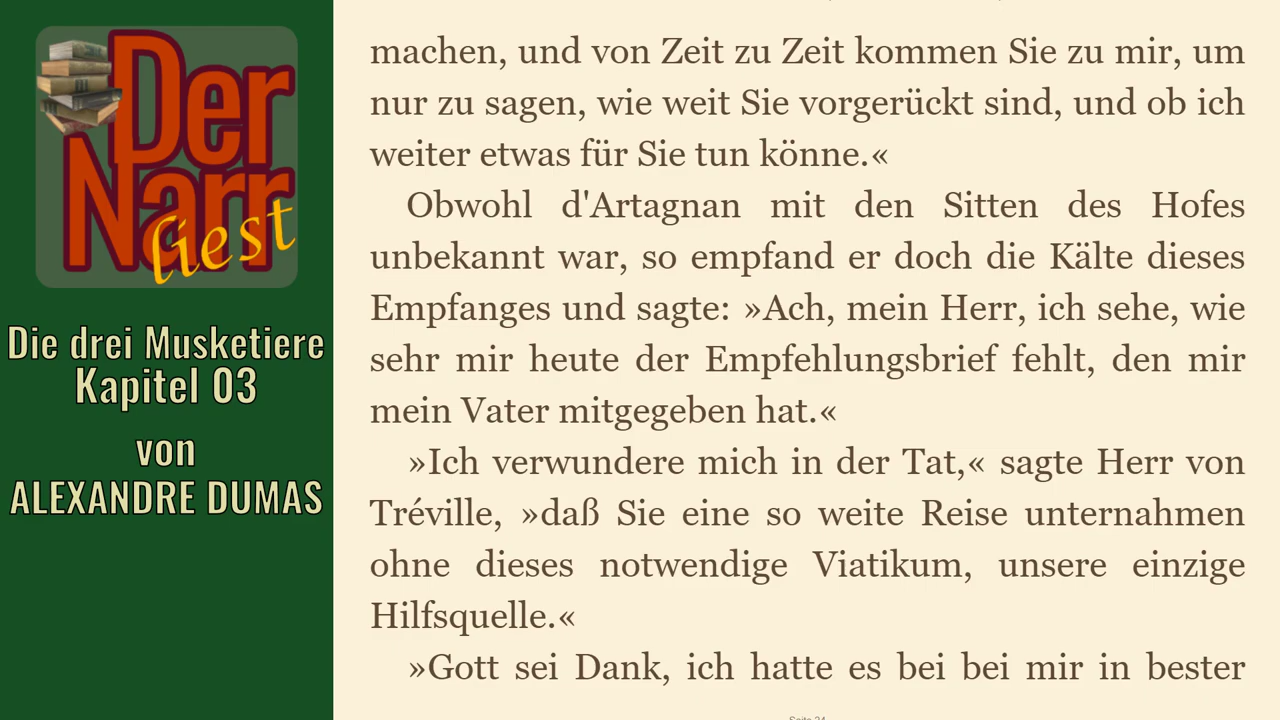 Der
Narr
liest
Die drei Musketiere
Kapitel 03
von
ALEXANDRE DUMAS
machen, und von Zeit zu Zeit kommen Sie zu mir, um
nur zu sagen, wie weit Sie vorgerückt sind, und ob ich
weiter etwas für Sie tun könne.«
Obwohl d'Artagnan mit den Sitten des Hofes
unbekannt war, so empfand er doch die Kälte dieses
Empfanges und sagte: »Ach, mein Herr, ich sehe, wie
sehr mir heute der Empfehlungsbrief fehlt, den mir
mein Vater mitgegeben hat.«
»Ich verwundere mich in der Tat,« sagte Herr von
Tréville, »daß Sie eine so weite Reise unternahmen
ohne dieses notwendige Viatikum, unsere einzige
Hilfsquelle.«
»Gott sei Dank, ich hatte es bei bei mir in bester